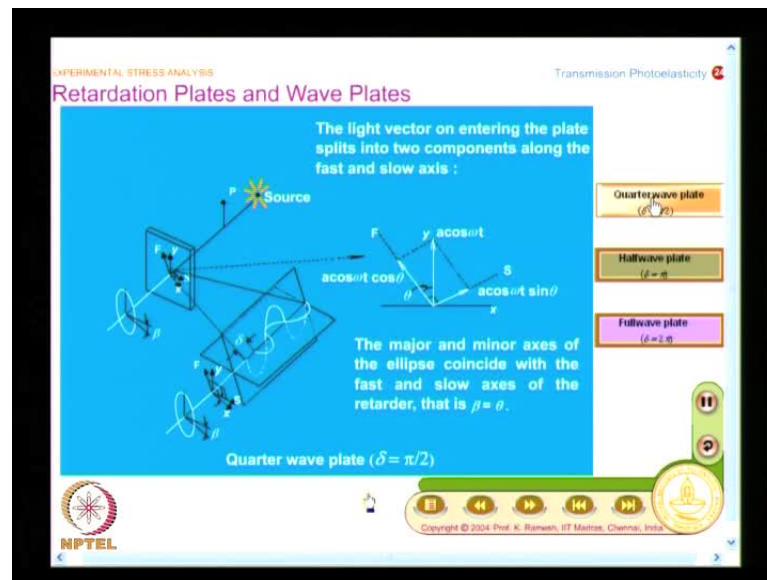 EXPERIMENTAL STRESS ANALYSIS
Transmission Photoelasticity 24
Retardation Plates and Wave Plates
The light vector on entering the plate
splits into two components along the
fast and slow axis :
P
Source
F y
S
x
β
δ
F y
S
x
β
F
y acosωt
S
acosωt cosθ
θ
acosωt sinθ
x
The major and minor axes of
the ellipse coincide with the
fast and slow axes of the
retarder, that is β = θ.
Quarter wave plate (δ = π/2)
Quarterwave plate
Halfwave plate
(δ = π)
Fullwave plate
(δ = 2π)
NPTEL
Copyright © 2004 Prof. K. Ramesh, IIT Madras, Chennai, India